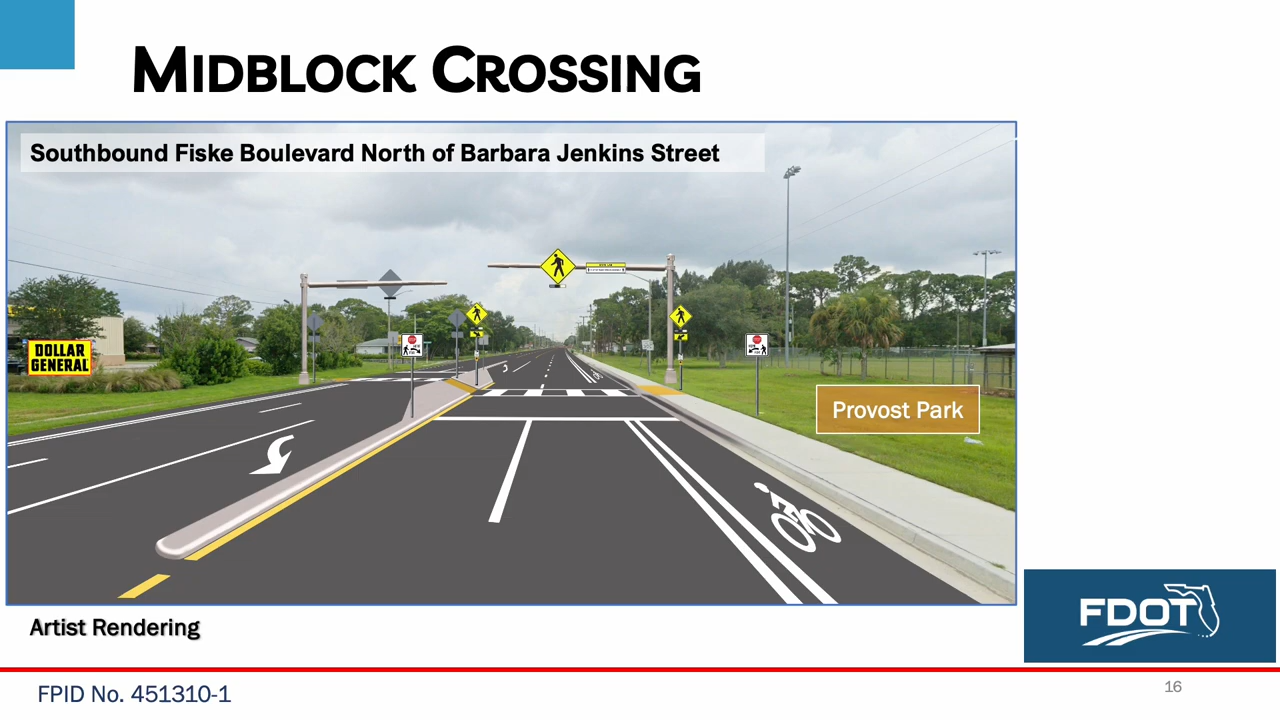 MIDBLOCK CROSSING
Southbound Fiske Boulevard North of Barbara Jenkins Street
DOLLAR
GENERAL
Provost Park
Artist Rendering
FDOT
FPID No. 451310-1
16